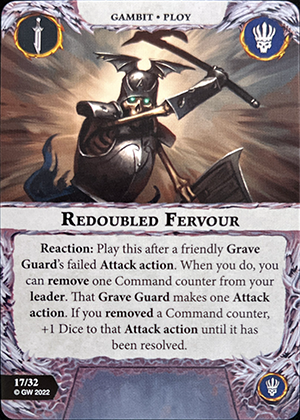 GAMBIT • PLOY
REDOUBLED FERVOUR
Reaction: Play this after a friendly Grave
Guard's failed Attack action. When you do, you
can remove one Command counter from your
leader. That Grave Guard makes one Attack
action. If you removed a Command counter,
+1 Dice to that Attack action until it has
been resolved.
17/32
© GW 2022